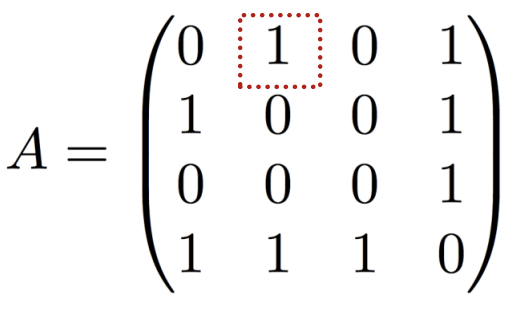 0 1 0 1
1 0 0 1
A =
0 0 0 1
1 1 1 0